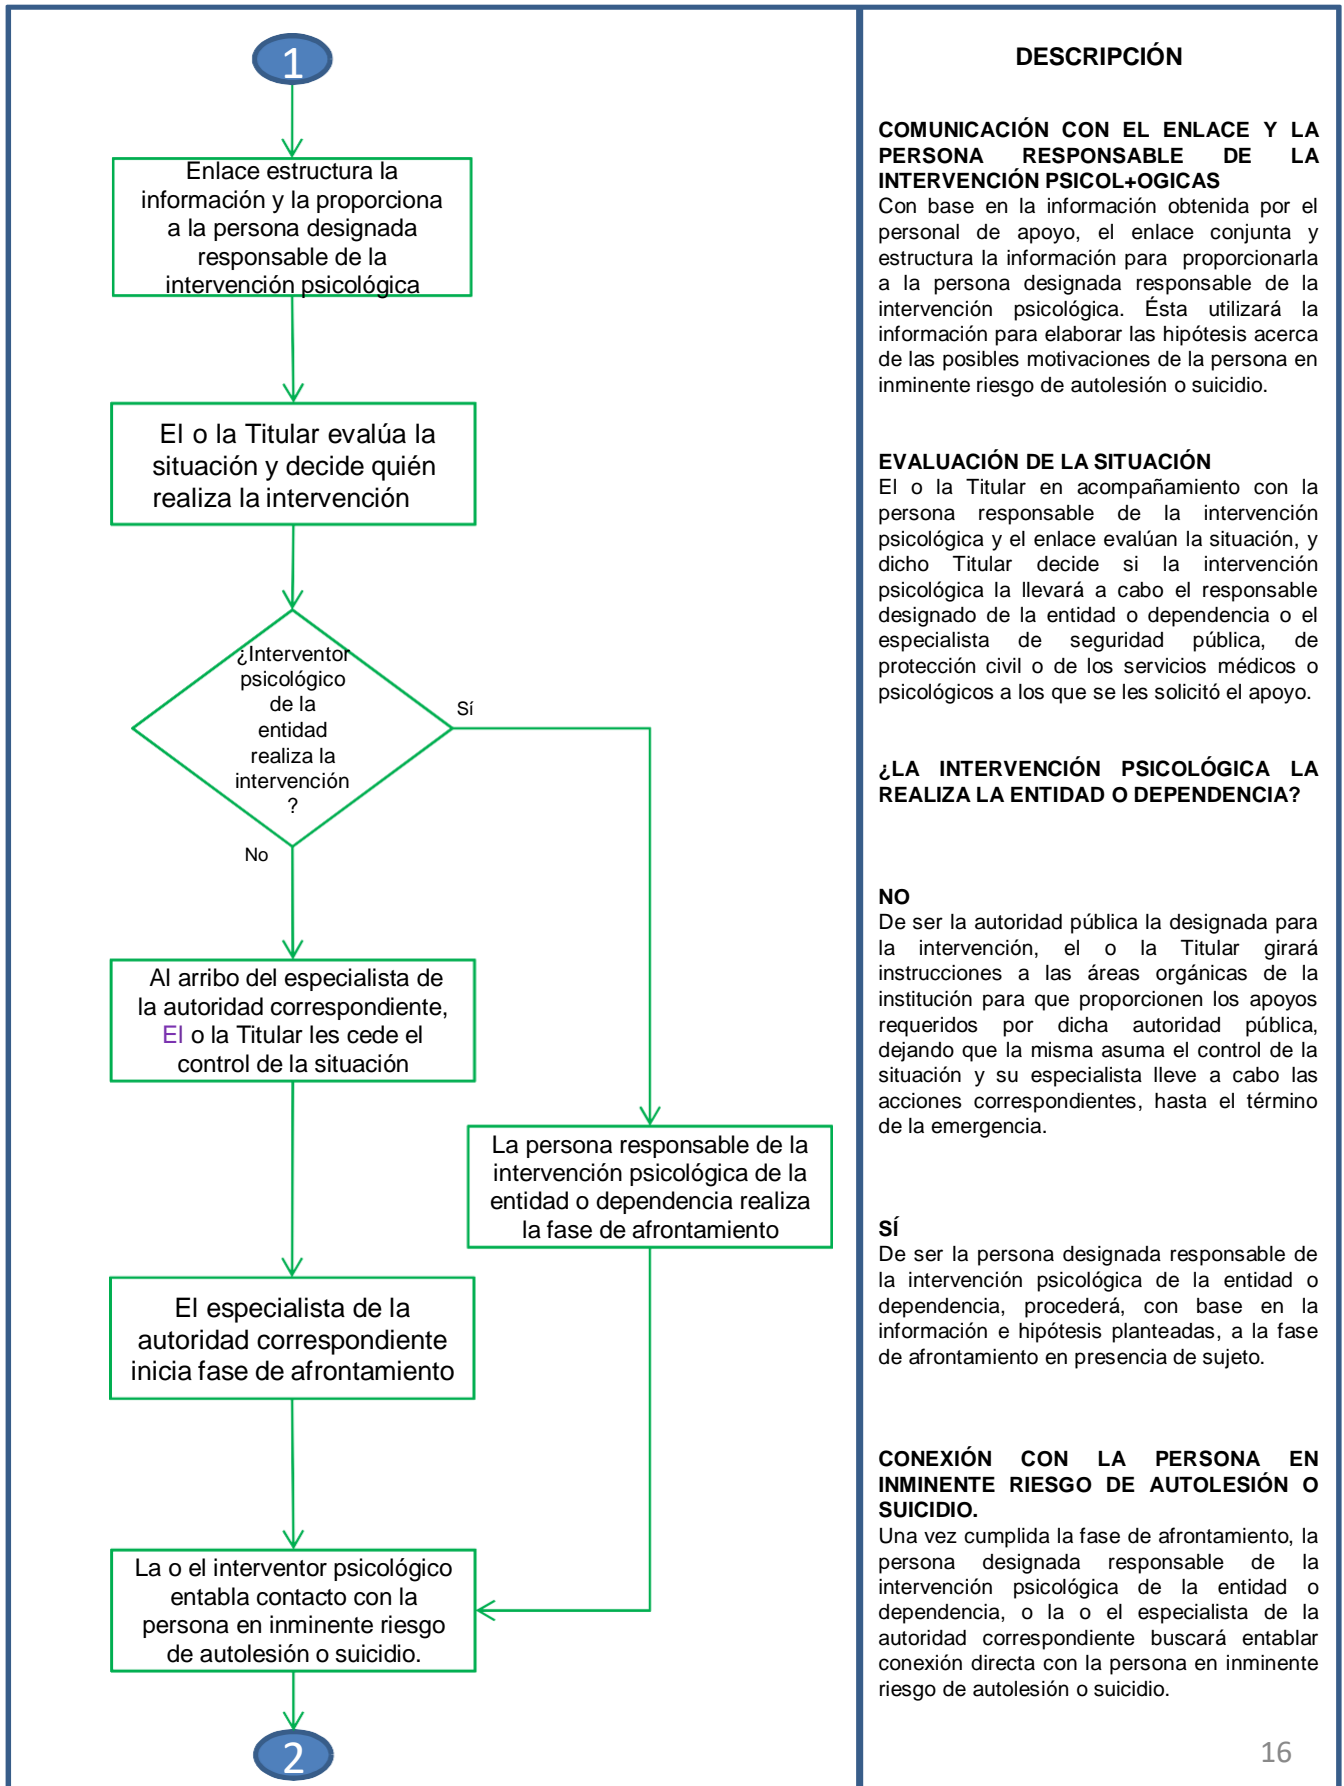 1
Enlace estructura la
información y la proporciona
a la persona designada
responsable de la
intervención psicológica
El o la Titular evalúa la
situación y decide quién
realiza la intervención
¿Interventor
psicológico
de la
entidad
realiza la
intervención
?
Sí
No
Al arribo del especialista de
la autoridad correspondiente,
El o la Titular les cede el
control de la situación
La persona responsable de la
intervención psicológica de la
entidad o dependencia realiza
la fase de afrontamiento
El especialista de la
autoridad correspondiente
inicia fase de afrontamiento
La o el interventor psicológico
entabla contacto con la
persona en inminente riesgo
de autolesión o suicidio.
2
DESCRIPCIÓN
COMUNICACIÓN CON EL ENLACE Y LA
PERSONA RESPONSABLE DE LA
INTERVENCIÓN PSICOL+OGICAS
Con base en la información obtenida por el
personal de apoyo, el enlace conjunta y
estructura la información para proporcionarla
a la persona designada responsable de la
intervención psicológica. Ésta utilizará la
información para elaborar las hipótesis acerca
de las posibles motivaciones de la persona en
inminente riesgo de autolesión o suicidio.
EVALUACIÓN DE LA SITUACIÓN
El o la Titular en acompañamiento con la
persona responsable de la intervención
psicológica y el enlace evalúan la situación, y
dicho Titular decide si la intervención
psicológica la llevará a cabo el responsable
designado de la entidad o dependencia o el
especialista de seguridad pública, de
protección civil o de los servicios médicos o
psicológicos a los que se les solicitó el apoyo.
¿LA INTERVENCIÓN PSICOLÓGICA LA
REALIZA LA ENTIDAD O DEPENDENCIA?
NO
De ser la autoridad pública la designada para
la intervención, el o la Titular girará
instrucciones a las áreas orgánicas de la
institución para que proporcionen los apoyos
requeridos por dicha autoridad pública,
dejando que la misma asuma el control de la
situación y su especialista lleve a cabo las
acciones correspondientes, hasta el término
de la emergencia.
SÍ
De ser la persona designada responsable de
la intervención psicológica de la entidad o
dependencia, procederá, con base en la
información e hipótesis planteadas, a la fase
de afrontamiento en presencia de sujeto.
CONEXIÓN CON LA PERSONA EN
INMINENTE RIESGO DE AUTOLESIÓN O
SUICIDIO.
Una vez cumplida la fase de afrontamiento, la
persona designada responsable de la
intervención psicológica de la entidad o
dependencia, o la o el especialista de la
autoridad correspondiente buscará entablar
conexión directa con la persona en inminente
riesgo de autolesión o suicidio.
16